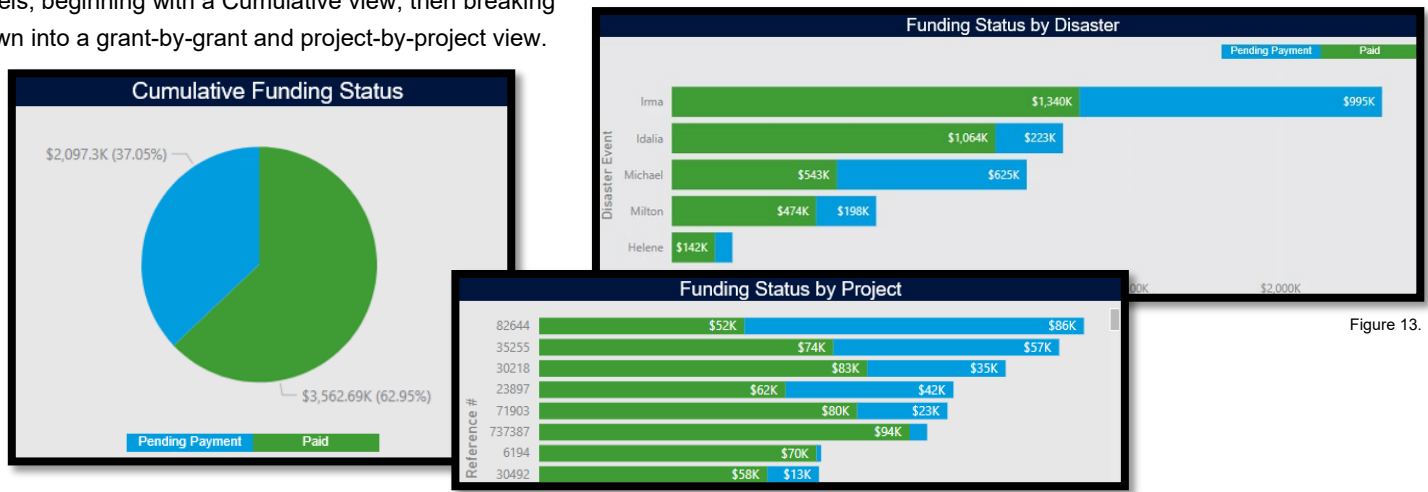 els, beginning with a Cumulative view, then breaking
wn into a grant-by-grant and project-by-project view.
Cumulative Funding Status
$2,097.3K (37.05%)
$3,562.69K (62.95%)
Pending Payment Paid
Funding Status by Disaster
Pending Payment Paid
Disaster Event
Irma $1,340K $995K
Idalia $1,064K $223K
Michael $543K $625K
Milton $474K $198K
Helene $142K
00K $2,000K
Figure 13.
Funding Status by Project
Reference #
82644 $52K $86K
35255 $74K $57K
30218 $83K $35K
23897 $62K $42K
71903 $80K $23K
737387 $94K
6194 $70K
30492 $58K $13K